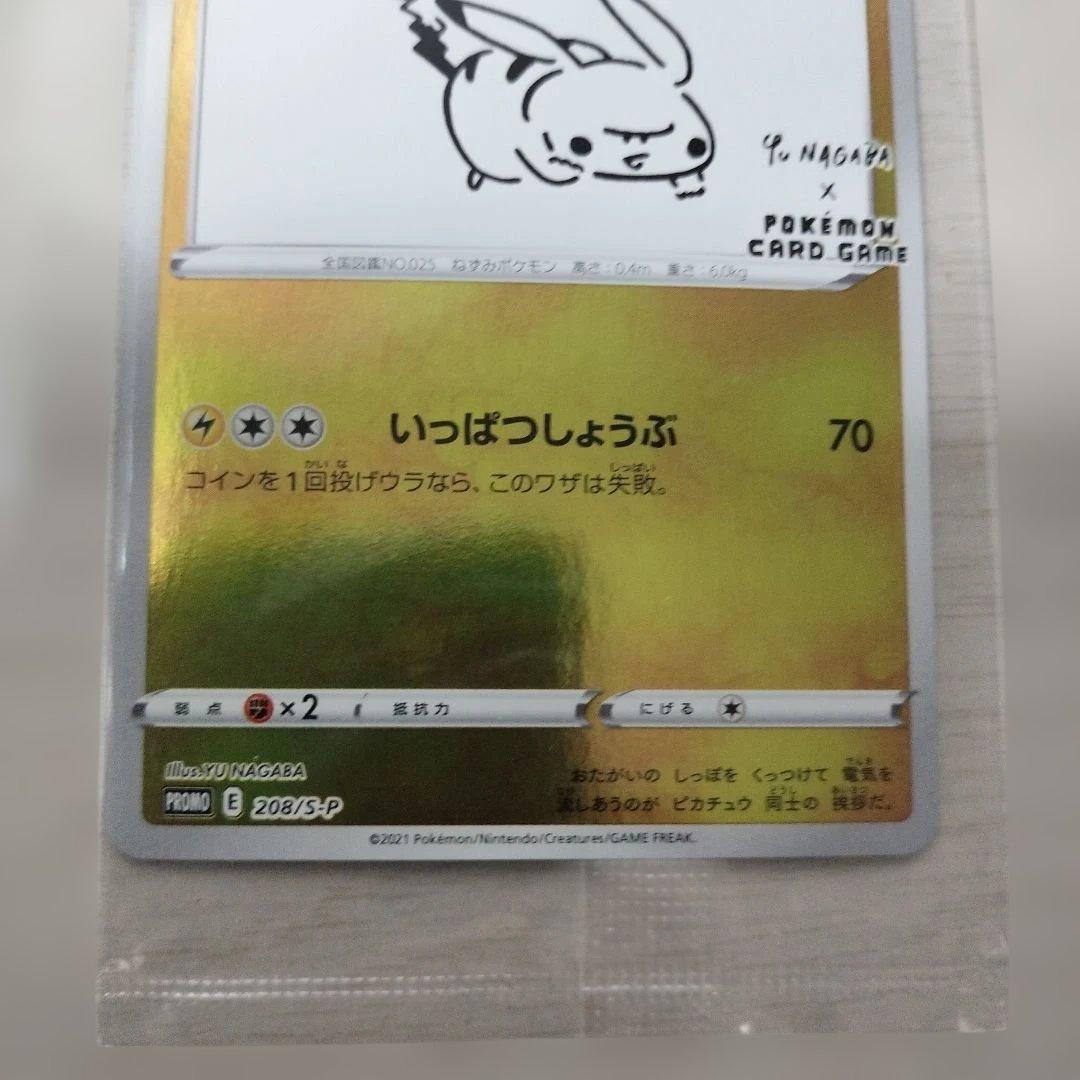 Yu NAGABA
X
POKÉMON
CARD GAME
全国図鑑NO.025 ねずみポケモン 高さ：0.4m 重さ：6.0kg
いっぱつしょうぶ 70
コインを1回投げウラなら、このワザは失敗。
弱点 ×2 抵抗力 にげる
Illus.YU NAGABA
おたがいの しっぽを くっつけて 電気を
流しあうのが ピカチュウ 同士の 挨拶だ。
PROMO E 208/S-P
©2021 Pokémon/Nintendo/Creatures/GAME FREAK.